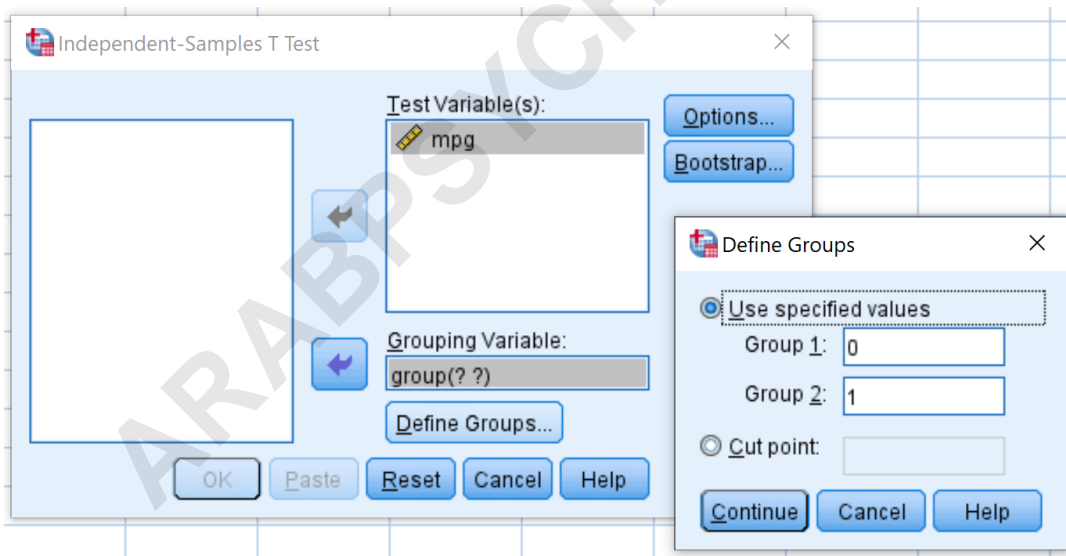 Independent-Samples T Test
Test Variable(s):
mpg
Options...
Bootstrap...
Grouping Variable:
group(? ?)
Define Groups...
OK Paste Reset Cancel Help
Define Groups
Use specified values
Group 1: 0
Group 2: 1
Cut point:
Continue Cancel Help
ARABPSYCH